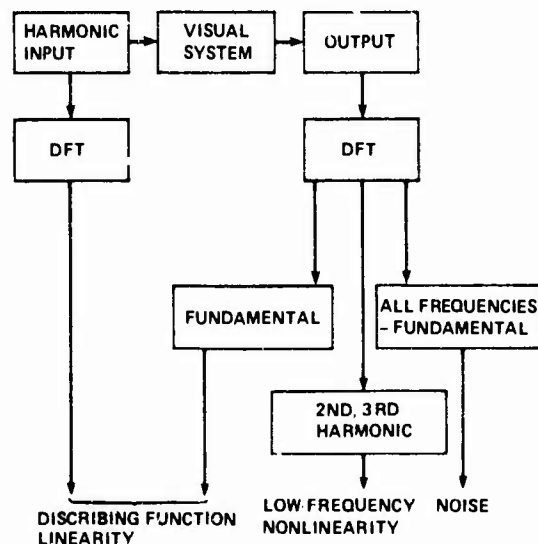 HARMONIC
INPUT
VISUAL
SYSTEM
OUTPUT
DFT
DFT
FUNDAMENTAL
ALL FREQUENCIES
- FUNDAMENTAL
2ND, 3RD
HARMONIC
DISCRIBING FUNCTION
LINEARITY
LOW-FREQUENCY
NONLINEARITY
NOISE